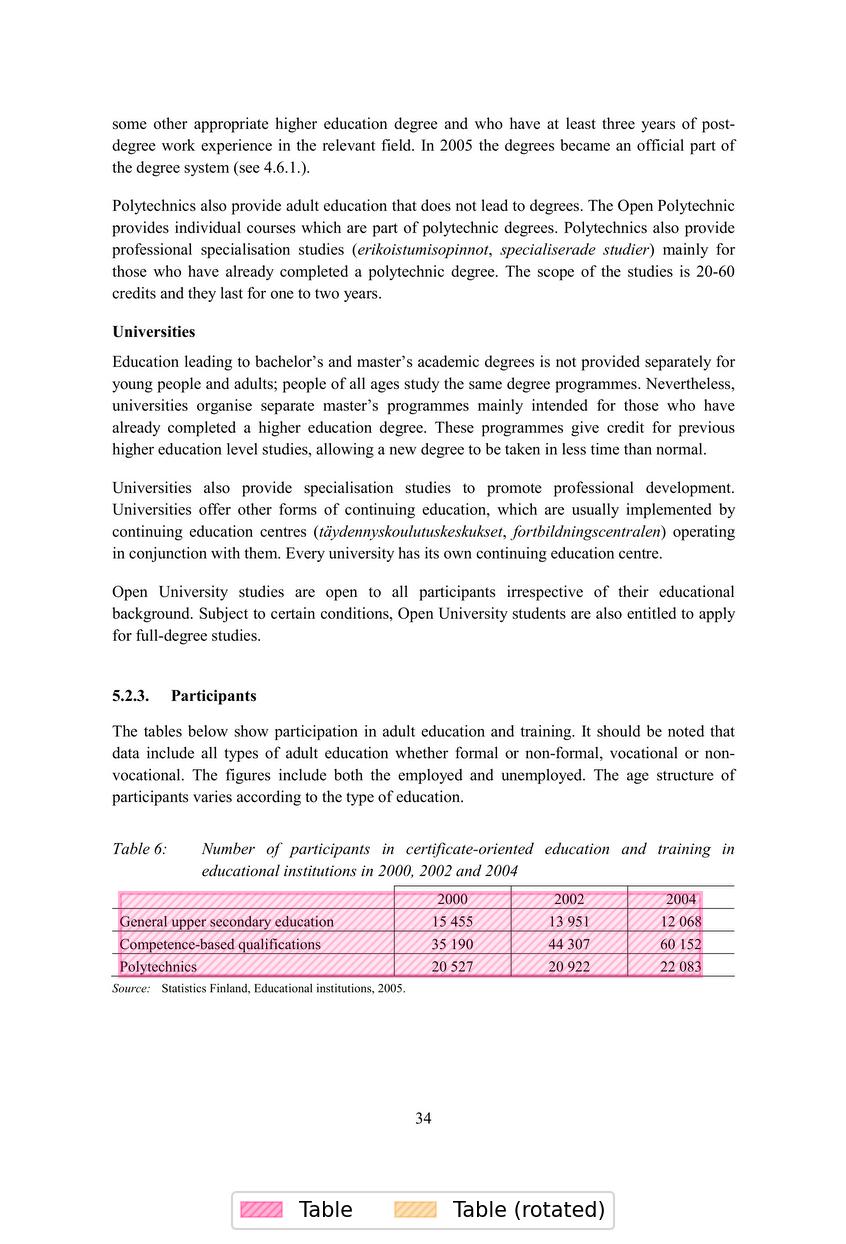 some other appropriate higher education degree and who have at least three years of post-
degree work experience in the relevant field. In 2005 the degrees became an official part of
the degree system (see 4.6.1.).
Polytechnics also provide adult education that does not lead to degrees. The Open Polytechnic
provides individual courses which are part of polytechnic degrees. Polytechnics also provide
professional specialisation studies (erikoistumisopinnot, specialiserade studier) mainly for
those who have already completed a polytechnic degree. The scope of the studies is 20-60
credits and they last for one to two years.
Universities
Education leading to bachelor’s and master’s academic degrees is not provided separately for
young people and adults; people of all ages study the same degree programmes. Nevertheless,
universities organise separate master’s programmes mainly intended for those who have
already completed a higher education degree. These programmes give credit for previous
higher education level studies, allowing a new degree to be taken in less time than normal.
Universities also provide specialisation studies to promote professional development.
Universities offer other forms of continuing education, which are usually implemented by
continuing education centres (täydennyskoulutuskeskukset, fortbildningscentralen) operating
in conjunction with them. Every university has its own continuing education centre.
Open University studies are open to all participants irrespective of their educational
background. Subject to certain conditions, Open University students are also entitled to apply
for full-degree studies.
5.2.3. Participants
The tables below show participation in adult education and training. It should be noted that
data include all types of adult education whether formal or non-formal, vocational or non-
vocational. The figures include both the employed and unemployed. The age structure of
participants varies according to the type of education.
Table 6: Number of participants in certificate-oriented education and training in
educational institutions in 2000, 2002 and 2004
2000 2002 2004
General upper secondary education 15 455 13 951 12 068
Competence-based qualifications 35 190 44 307 60 152
Polytechnics 20 527 20 922 22 083
Source: Statistics Finland, Educational institutions, 2005.
34
Table Table (rotated)